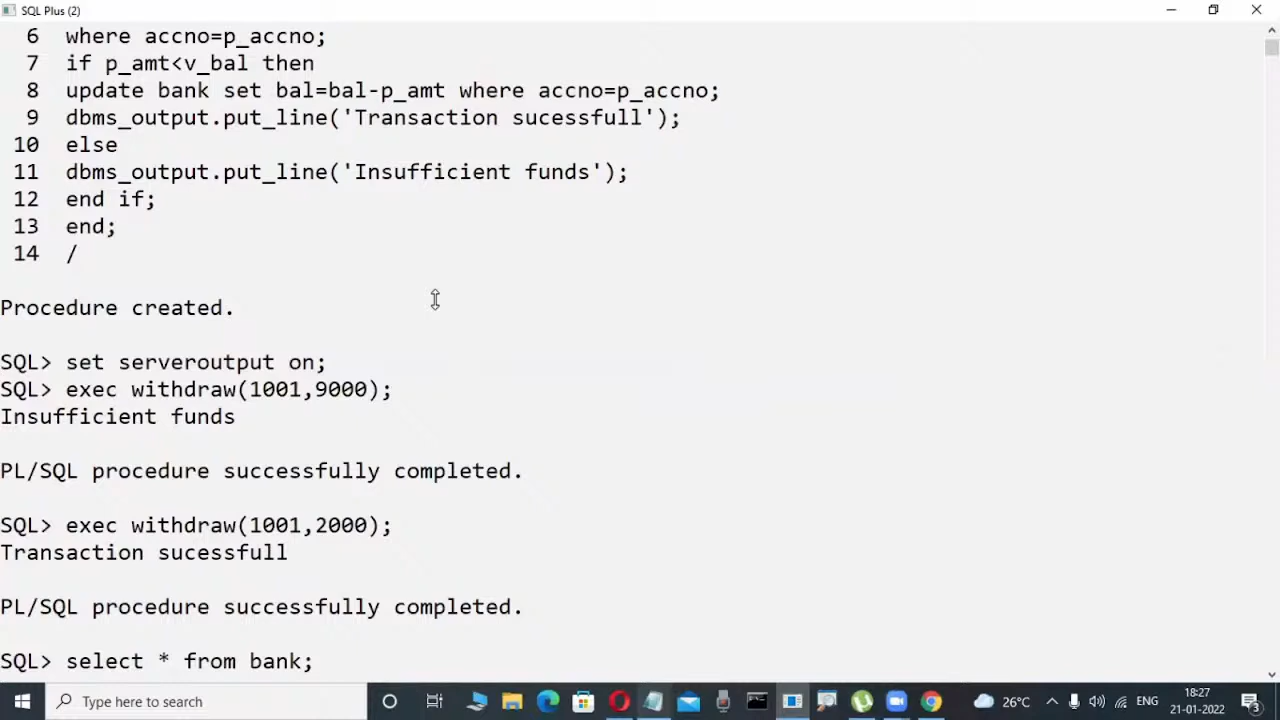 SQL Plus (2)
6 where accno=p_accno;
7 if p_amt<v_bal then
8 update bank set bal=bal-p_amt where accno=p_accno;
9 dbms_output.put_line('Transaction sucessfull');
10 else
11 dbms_output.put_line('Insufficient funds');
12 end if;
13 end;
14 /
Procedure created.
SQL> set serveroutput on;
SQL> exec withdraw(1001,9000);
Insufficient funds
PL/SQL procedure successfully completed.
SQL> exec withdraw(1001,2000);
Transaction sucessfull
PL/SQL procedure successfully completed.
SQL> select * from bank;
Type here to search
26°C
ENG
18:27
21-01-2022
3